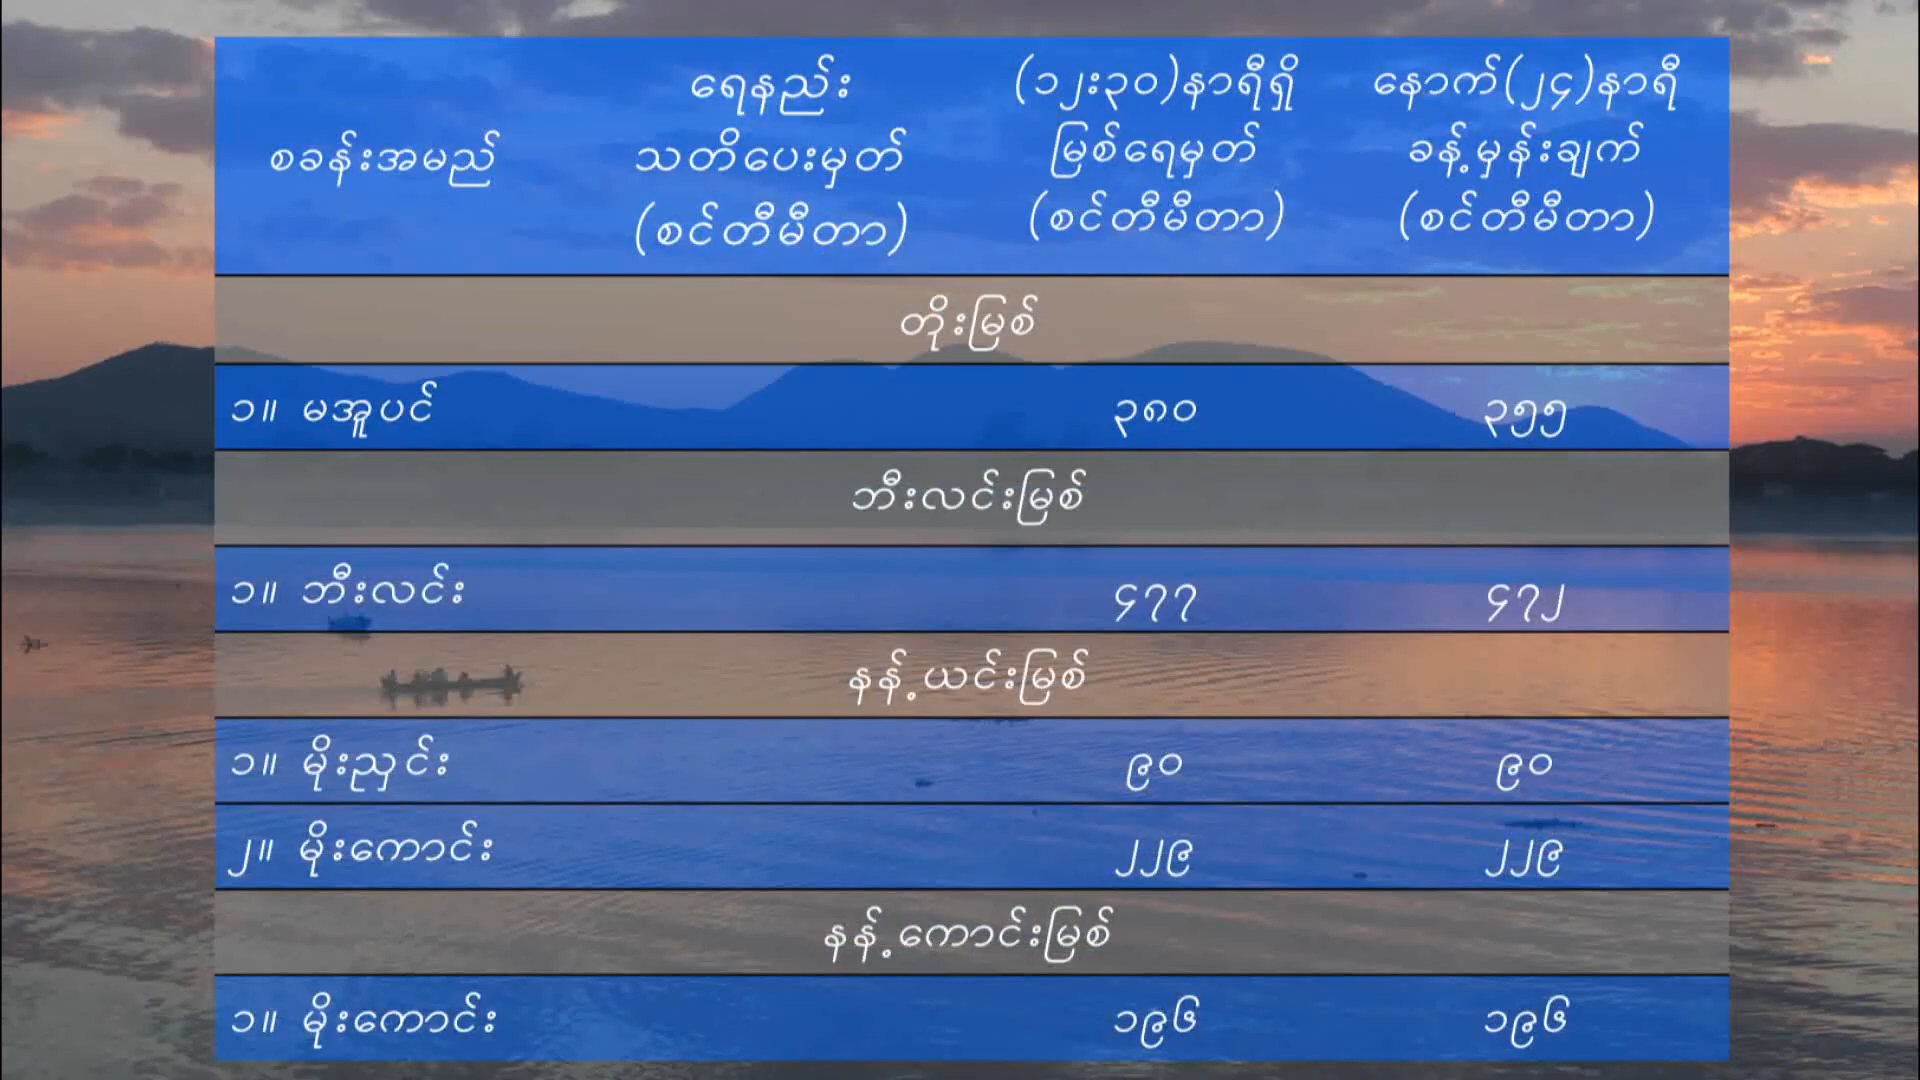 စခန်းအမည်
ရေနည်း
သတိပေးမှတ်
(စင်တီမီတာ)
(၁၂း၃၀)နာရီရှိ
မြစ်ရေမှတ်
(စင်တီမီတာ)
နောက်(၂၄)နာရီ
ခန့်မှန်းချက်
(စင်တီမီတာ)
တိုးမြစ်
၁။ မအူပင် ၃၈၀ ၃၅၅
ဘီးလင်းမြစ်
၁။ ဘီးလင်း ၄၇၇ ၄၇၂
နန့်ယင်းမြစ်
၁။ မိုးညှင်း ၉၀ ၉၀
၂။ မိုးကောင်း ၂၂၉ ၂၂၉
နန့်ကောင်းမြစ်
၁။ မိုးကောင်း ၁၉၆ ၁၉၆